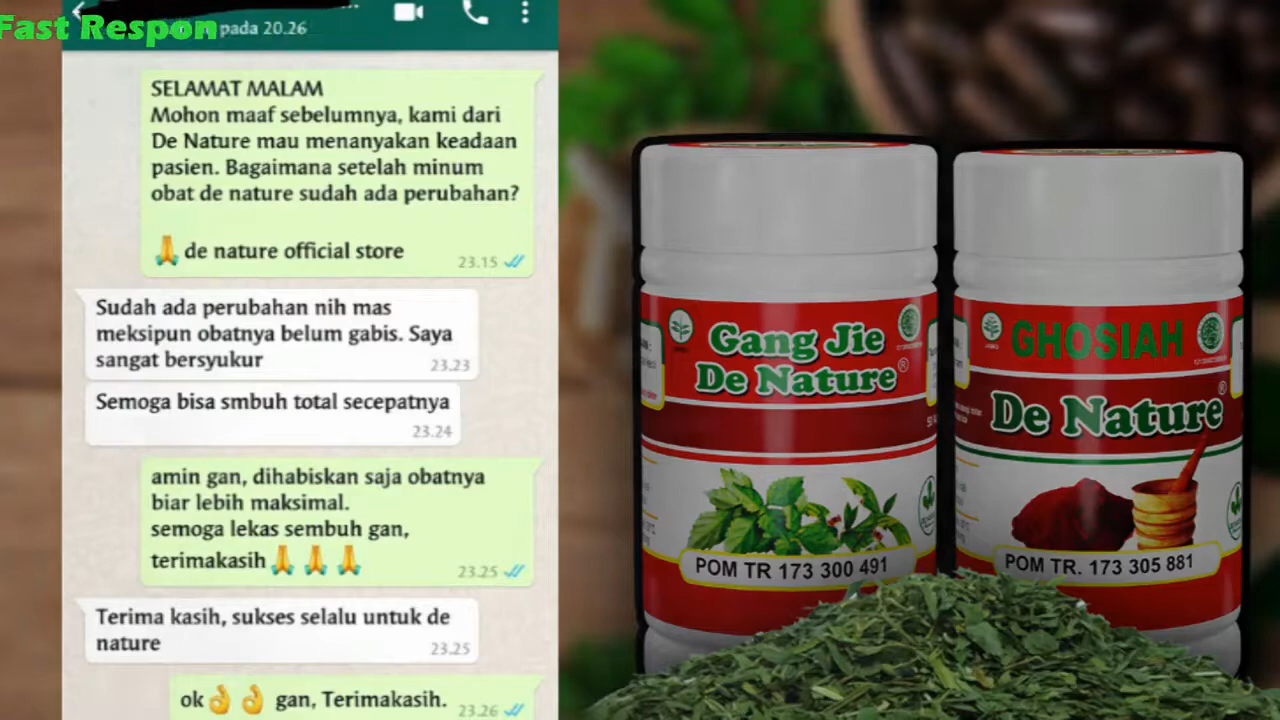 Fast Respon
pada 20.26
SELAMAT MALAM
Mohon maaf sebelumnya, kami dari
De Nature mau menanyakan keadaan
pasien. Bagaimana setelah minum
obat de nature sudah ada perubahan?
🙏 de nature official store
23.15
Sudah ada perubahan nih mas
meksipun obatnya belum gabis. Saya
sangat bersyukur
23.23
Semoga bisa smbuh total secepatnya
23.24
amin gan, dihabiskan saja obatnya
biar lebih maksimal.
semoga lekas sembuh gan,
terimakasih🙏 🙏 🙏
23.25
Terima kasih, sukses selalu untuk de
nature
23.25
ok👌 👌 gan, Terimakasih.
23.26
Gang Jie
De Nature®
POM TR 173 300 491
GHOSIAH
De Nature®
POM TR. 173 305 881